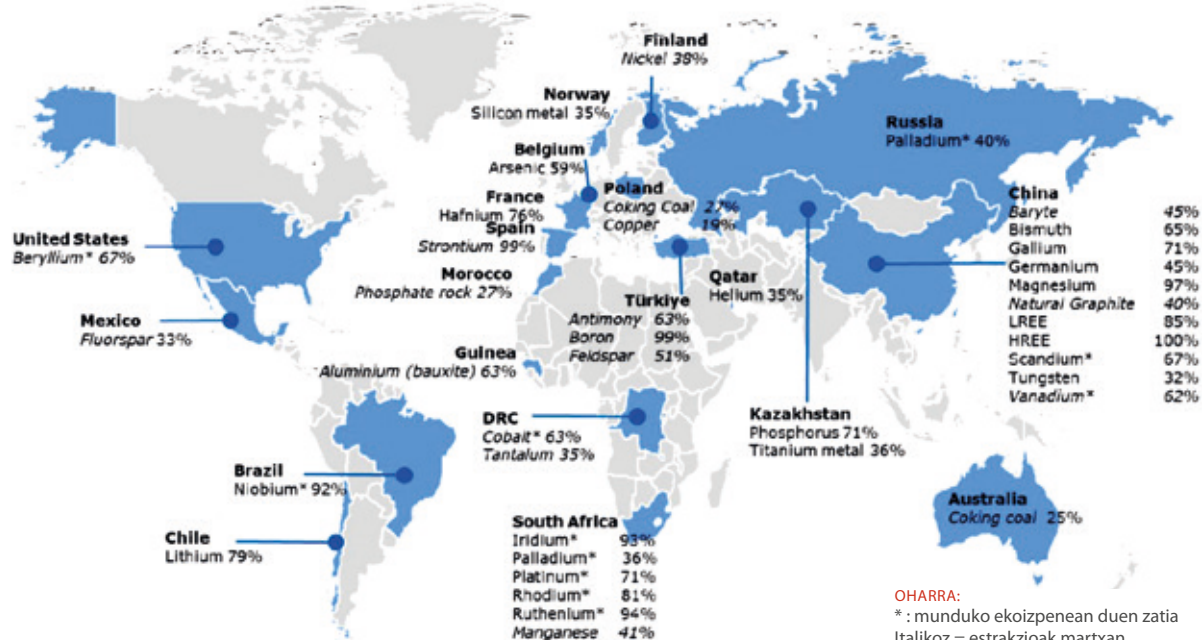 Finland
Nickel 38%
Norway
Silicon metal 35%
Belgium
Arsenic 59%
France
Hafnium 76%
Spain
Strontium 99%
Poland
Coking Coal 27%
Copper 19%
Russia
Palladium* 40%
China
Baryte 45%
Bismuth 65%
Gallium 71%
Germanium 45%
Magnesium 97%
Natural Graphite 40%
LREE 85%
HREE 100%
Scandium* 67%
Tungsten 32%
Vanadium* 62%
United States
Beryllium* 67%
Morocco
Phosphate rock 27%
Türkiye
Antimony 63%
Boron 99%
Feldspar 51%
Qatar
Helium 35%
Mexico
Fluorspar 33%
Guinea
Aluminium (bauxite) 63%
DRC
Cobalt* 63%
Tantalum 35%
Kazakhstan
Phosphorus 71%
Titanium metal 36%
Brazil
Niobium* 92%
Chile
Lithium 79%
South Africa
Iridium* 93%
Palladium* 36%
Platinum* 71%
Rhodium* 81%
Ruthenium* 94%
Manganese 41%
Australia
Coking coal 25%
OHARRA:
* : munduko ekoizpenean duen zatia
Italikoz = estrakzioak martxan